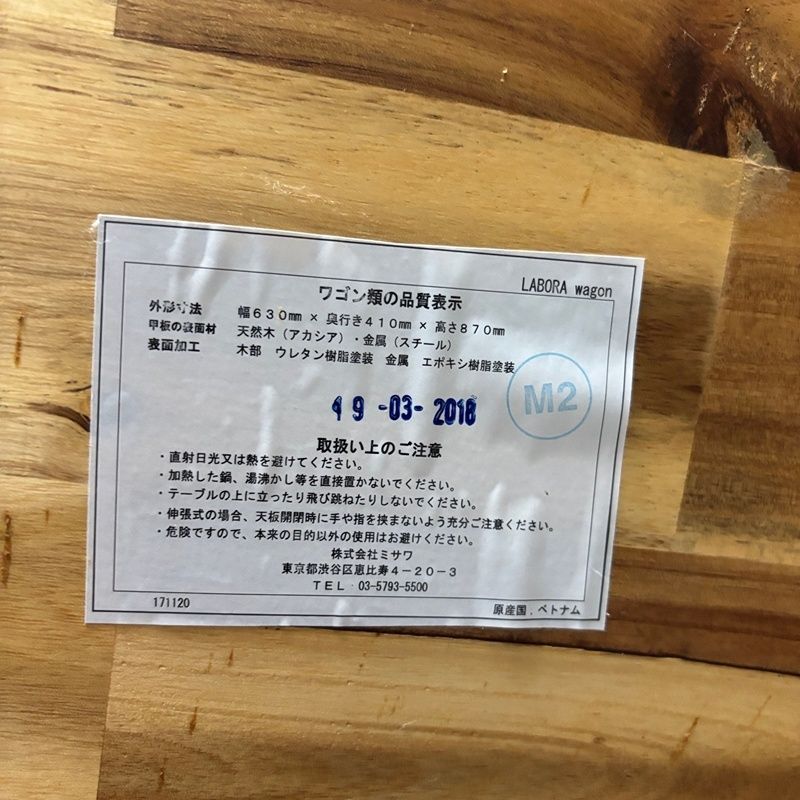 LABORA wagon
ワゴン類の品質表示
外形寸法 幅630mm × 奥行き410mm × 高さ870mm
甲板の表面材 天然木（アカシア）・金属（スチール）
表面加工 木部 ウレタン樹脂塗装 金属 エポキシ樹脂塗装
M2
19-03-2018
取扱い上のご注意
・直射日光又は熱を避けてください。
・加熱した鍋、湯沸かし等を直接置かないでください。
・テーブルの上に立ったり飛び跳ねたりしないでください。
・伸張式の場合、天板開閉時に手や指を挟まないよう充分ご注意ください。
・危険ですので、本来の目的以外の使用はお避けください。
株式会社ミサワ
東京都渋谷区恵比寿4-20-3
TEL 03-5793-5500
171120 原産国．ベトナム